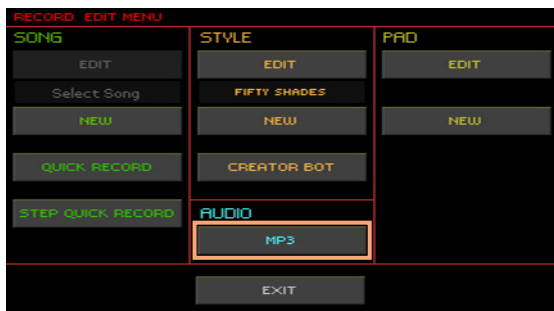 RECORD EDIT MENU
SONG
EDIT
Select Song
NEW
QUICK RECORD
STEP QUICK RECORD
STYLE
EDIT
FIFTY SHADES
NEW
CREATOR BOT
AUDIO
MP3
PAD
EDIT
NEW
EXIT